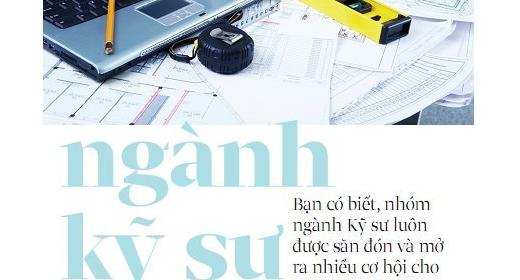 ngành
kỹ sư
Bạn có biết, nhóm
ngành Kỹ sư luôn
được săn đón và mở
ra nhiều cơ hội cho